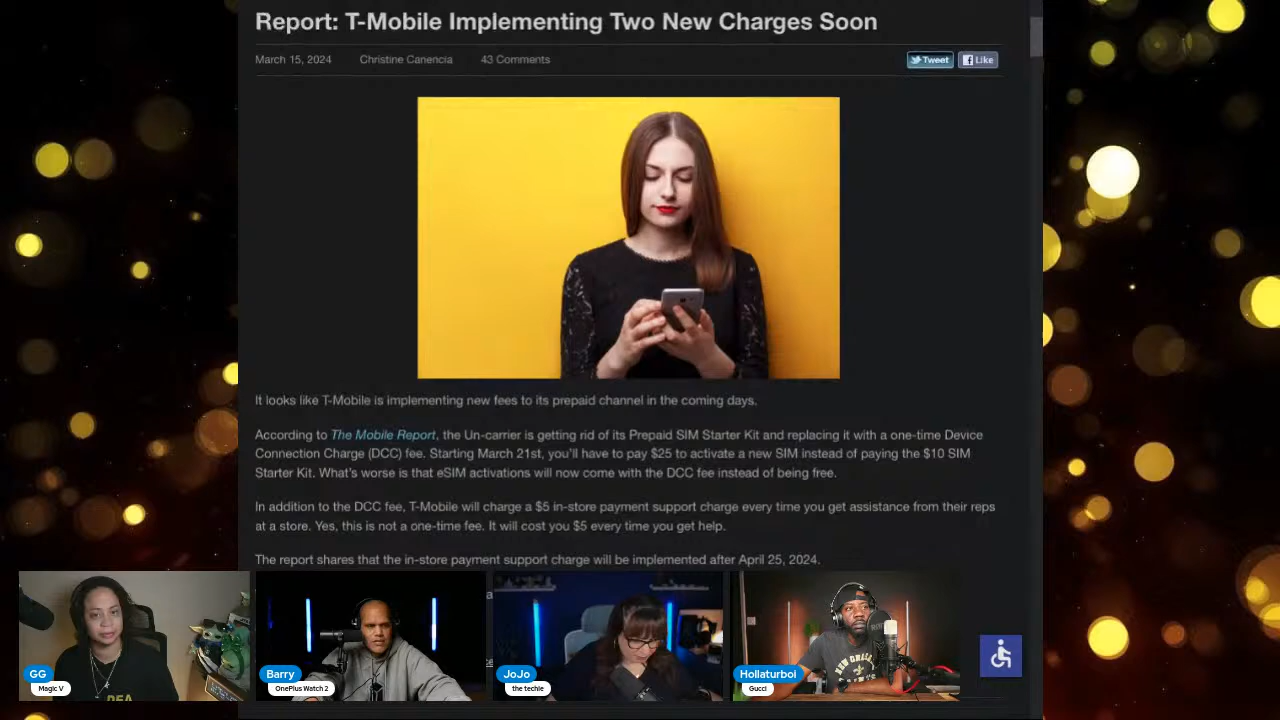 Report: T-Mobile Implementing Two New Charges Soon
March 15, 2024 Christine Canencia 43 Comments Tweet Like
It looks like T-Mobile is implementing new fees to its prepaid channel in the coming days.
According to The Mobile Report, the Un-carrier is getting rid of its Prepaid SIM Starter Kit and replacing it with a one-time Device
Connection Charge (DCC) fee. Starting March 21st, you'll have to pay $25 to activate a new SIM instead of paying the $10 SIM
Starter Kit. What's worse is that eSIM activations will now come with the DCC fee instead of being free.
In addition to the DCC fee, T-Mobile will charge a $5 in-store payment support charge every time you get assistance from their reps
at a store. Yes, this is not a one-time fee. It will cost you $5 every time you get help.
The report shares that the in-store payment support charge will be implemented after April 25, 2024.
GG
Magic V
Barry
OnePlus Watch 2
JoJo
the techie
Hollaturboi
Gucci